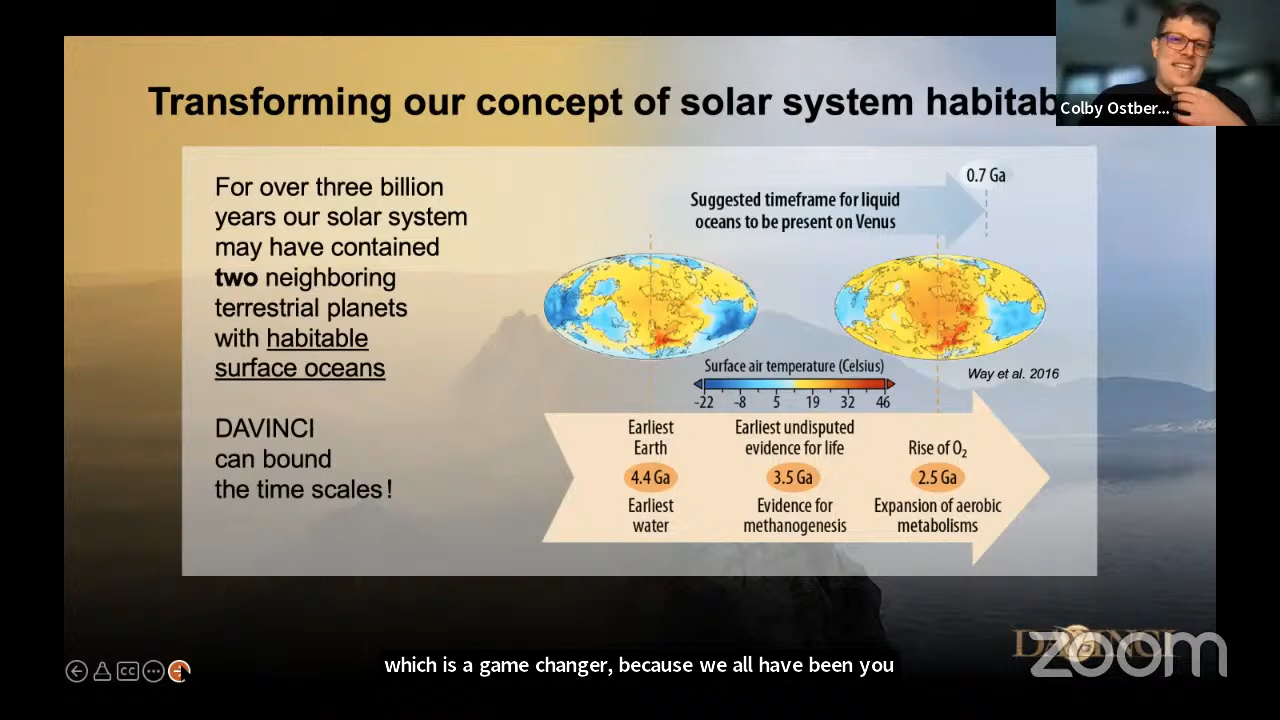 Transforming our concept of solar system habitab
Colby Ostber...
For over three billion
years our solar system
may have contained
two neighboring
terrestrial planets
with habitable
surface oceans
DAVINCI
can bound
the time scales!
0.7 Ga
Suggested timeframe for liquid
oceans to be present on Venus
Surface air temperature (Celsius)
-22 -8 5 19 32 46
Way et al. 2016
Earliest
Earth
4.4 Ga
Earliest
water
Earliest undisputed
evidence for life
3.5 Ga
Evidence for
methanogenesis
Rise of O₂
2.5 Ga
Expansion of aerobic
metabolisms
CC
DAVINCI
zoom
which is a game changer, because we all have been you